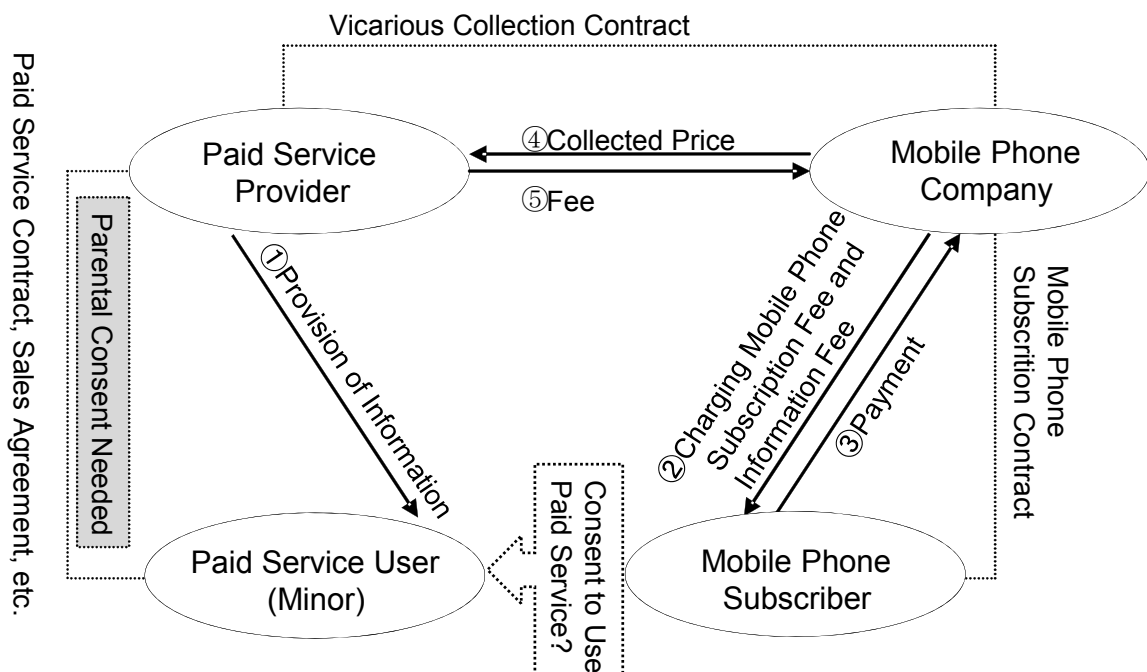 Vicarious Collection Contract
Paid Service Contract, Sales Agreement, etc.
Paid Service
Provider
④Collected Price
⑤Fee
Mobile Phone
Company
Parental Consent Needed
①Provision of Information
②Charging Mobile Phone
Subscription Fee and
Information Fee
③Payment
Mobile Phone
Subscrition Contract
Paid Service User
(Minor)
Consent to Use
Paid Service?
Mobile Phone
Subscriber